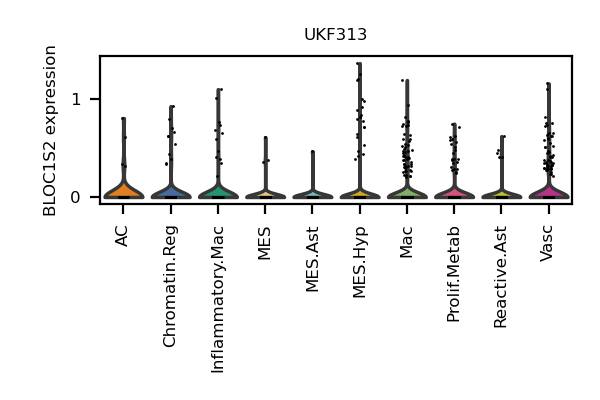 UKF313
BLOC1S2 expression
1
0
AC
Chromatin.Reg
Inflammatory.Mac
MES
MES.Ast
MES.Hyp
Mac
Prolif.Metab
Reactive.Ast
Vasc